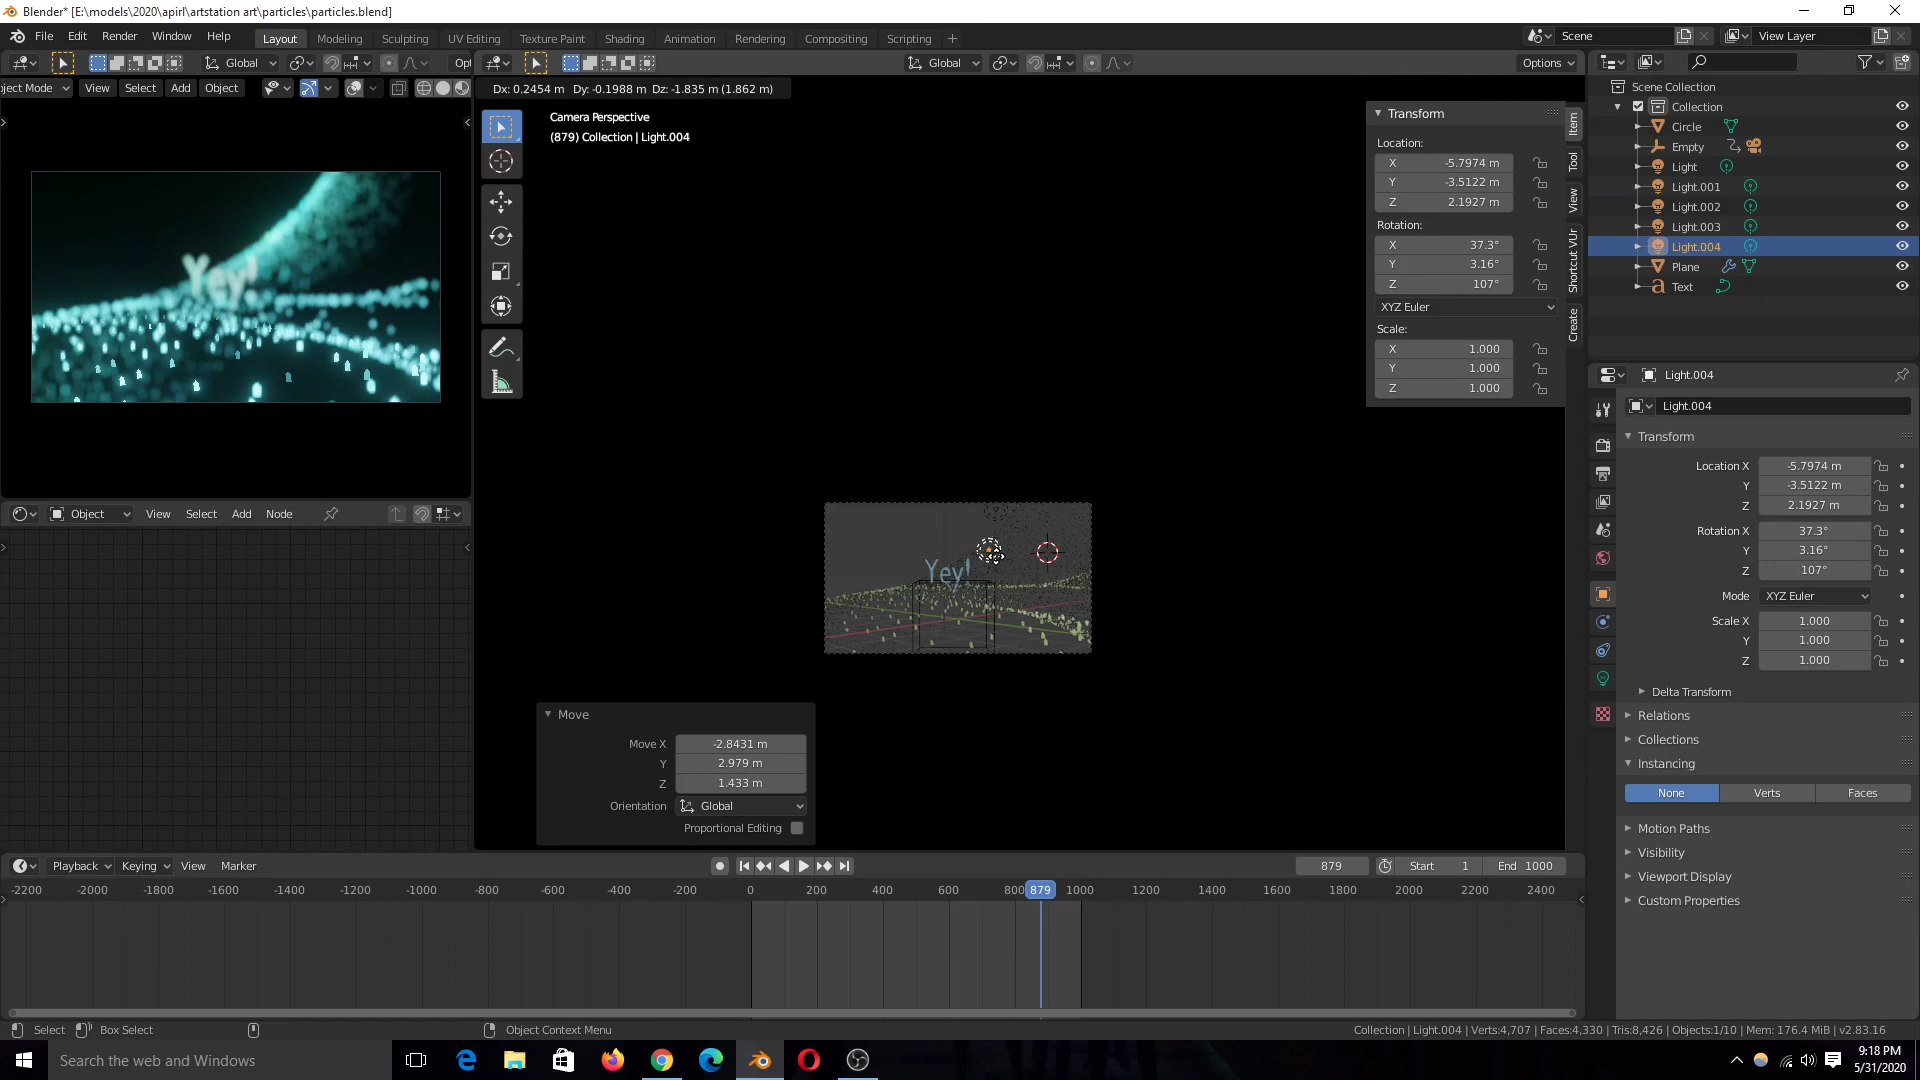 Blender* [E:\models\2020\apirl\artstation art\particles\particles.blend]
File Edit Render Window Help Layout Modeling Sculpting UV Editing Texture Paint Shading Animation Rendering Compositing Scripting + Scene View Layer
Global Opt Global Options
ject Mode View Select Add Object
Dx: 0.2454 m Dy: -0.1988 m Dz: -1.835 m (1.862 m)
Camera Perspective
(879) Collection | Light.004
Yey!
Yey!
Transform
Location:
X -5.7974 m
Y -3.5122 m
Z 2.1927 m
Rotation:
X 37.3°
Y 3.16°
Z 107°
XYZ Euler
Scale:
X 1.000
Y 1.000
Z 1.000
Item
Tool
View
Shortcut VUr
Create
Scene Collection
Collection
Circle
Empty
Light
Light.001
Light.002
Light.003
Light.004
Plane
Text
Light.004
Light.004
Transform
Location X -5.7974 m
Y -3.5122 m
Z 2.1927 m
Rotation X 37.3°
Y 3.16°
Z 107°
Mode XYZ Euler
Scale X 1.000
Y 1.000
Z 1.000
Delta Transform
Relations
Collections
Instancing
None Verts Faces
Motion Paths
Visibility
Viewport Display
Custom Properties
Object View Select Add Node
Move
Move X -2.8431 m
Y 2.979 m
Z 1.433 m
Orientation Global
Proportional Editing
Playback Keying View Marker 879 Start 1 End 1000
-2200 -2000 -1800 -1600 -1400 -1200 -1000 -800 -600 -400 -200 0 200 400 600 800 879 1000 1200 1400 1600 1800 2000 2200 2400
Select Box Select Object Context Menu Collection | Light.004 | Verts:4,707 | Faces:4,330 | Tris:8,426 | Objects:1/10 | Mem: 176.4 MiB | v2.83.16
Search the web and Windows
9:18 PM
5/31/2020